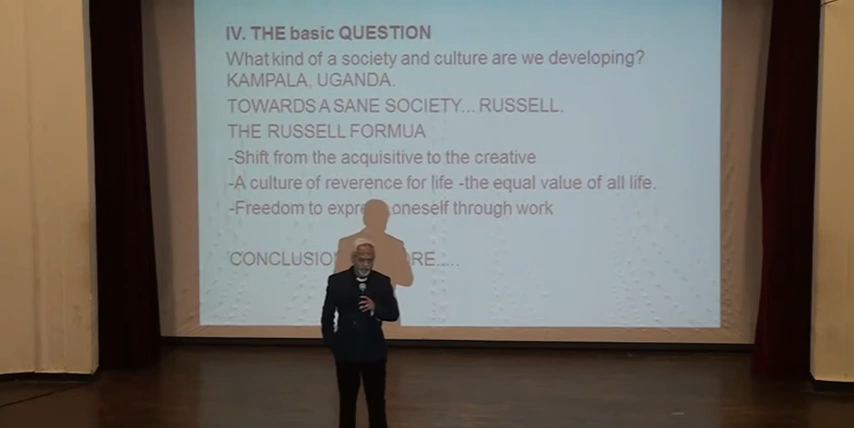 IV. THE basic QUESTION
What kind of a society and culture are we developing?
KAMPALA, UGANDA.
TOWARDS A SANE SOCIETY... RUSSELL.
THE RUSSELL FORMUA
-Shift from the acquisitive to the creative
-A culture of reverence for life -the equal value of all life.
-Freedom to expre oneself through work
CONCLUSIO RE.....